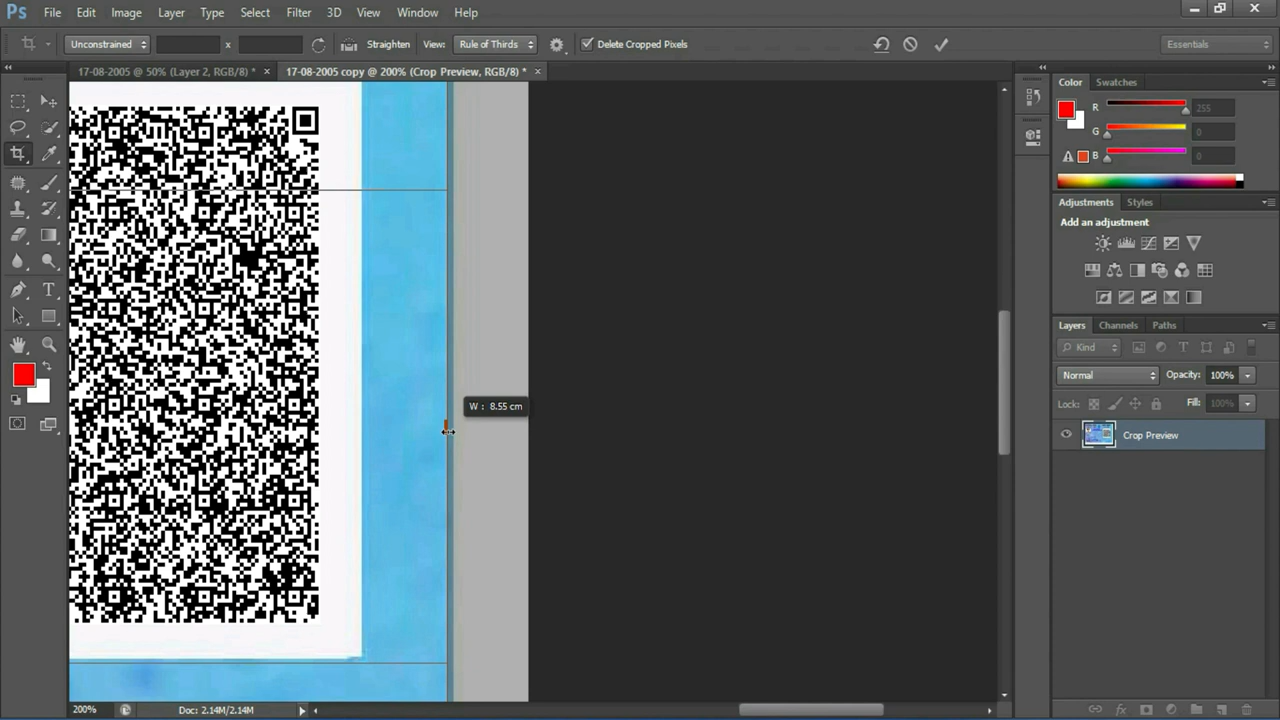 Ps File Edit Image Layer Type Select Filter 3D View Window Help
Unconstrained x Straighten View: Rule of Thirds Delete Cropped Pixels Essentials
17-08-2005 @ 50% (Layer 2, RGB/8) * × 17-08-2005 copy @ 200% (Crop Preview, RGB/8) * ×
Color Swatches
R 255
G 0
B 0
Adjustments Styles
Add an adjustment
Layers Channels Paths
Kind
Normal Opacity: 100%
Lock: Fill: 100%
W : 8.55 cm
Crop Preview
200% Doc: 2.14M/2.14M